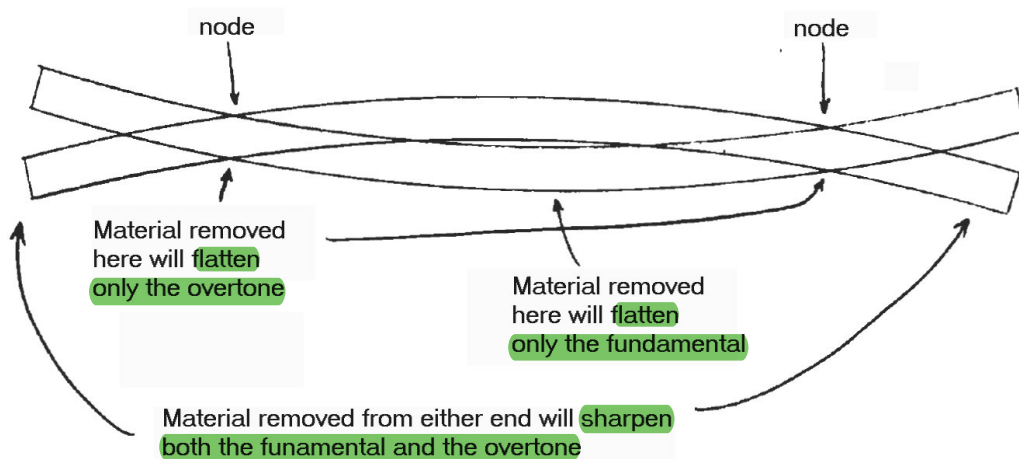 node
node
Material removed
here will flatten
only the overtone
Material removed
here will flatten
only the fundamental
Material removed from either end will sharpen
both the funamental and the overtone